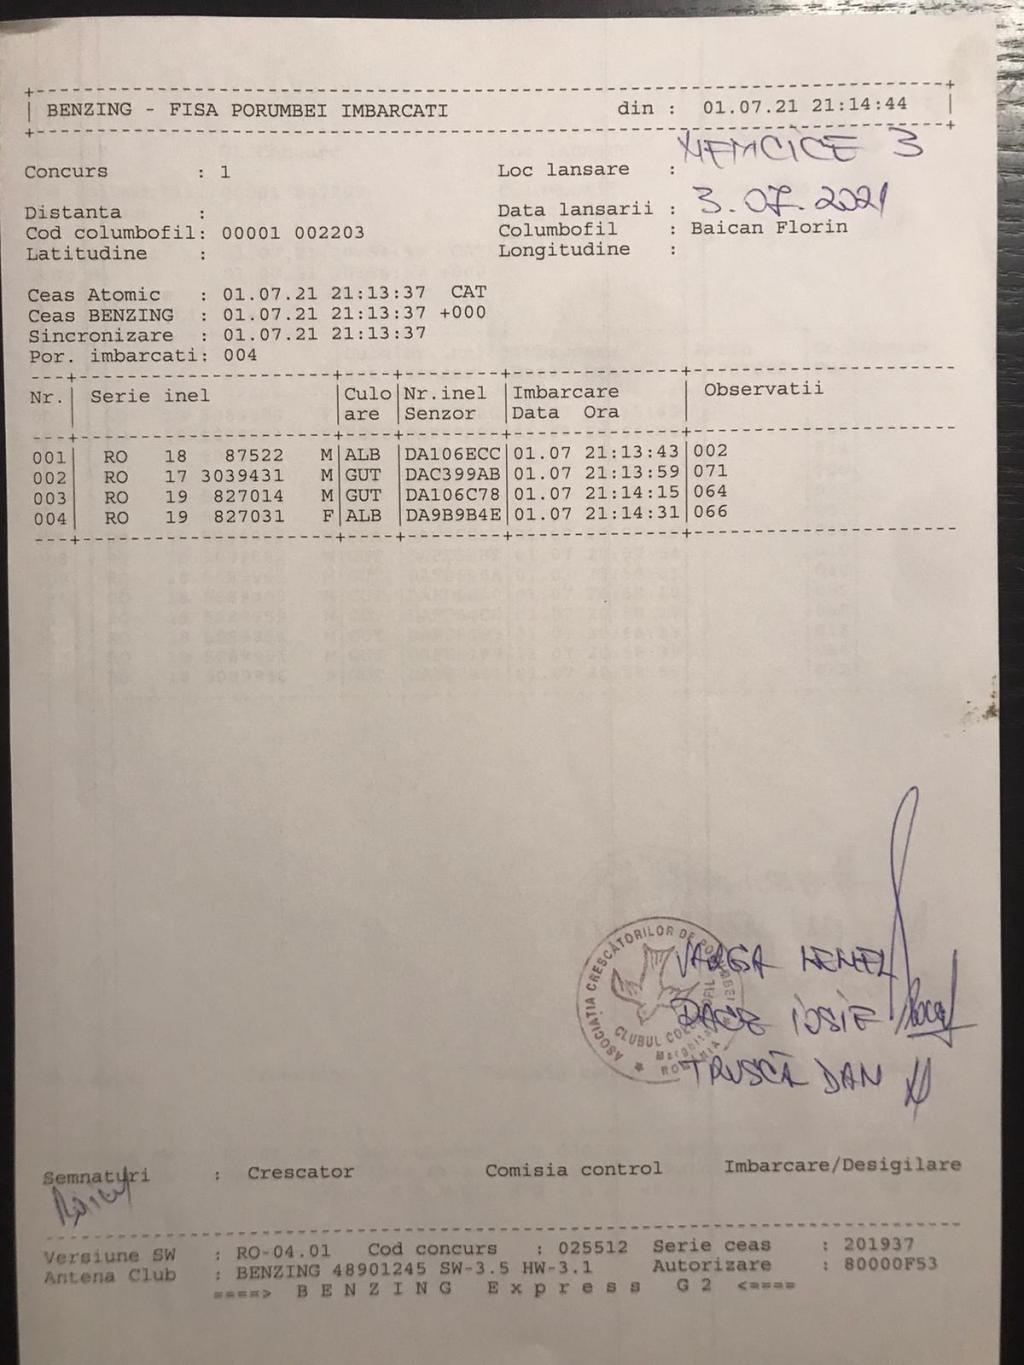 BENZING - FISA PORUMBEI IMBARCATI din : 01.07.21 21:14:44
Concurs : 1 Loc lansare : NEMCICE 3
Distanta : Data lansarii : 3.07.2021
Cod columbofil: 00001 002203 Columbofil : Baican Florin
Latitudine : Longitudine :
Ceas Atomic : 01.07.21 21:13:37 CAT
Ceas BENZING : 01.07.21 21:13:37 +000
Sincronizare : 01.07.21 21:13:37
Por. imbarcati: 004
Nr. | Serie inel | Culo | Nr.inel | Imbarcare | Observatii
are | Senzor | Data Ora
001 | RO 18 87522 M | ALB | DA106ECC | 01.07 21:13:43 | 002
002 | RO 17 3039431 M | GUT | DAC399AB | 01.07 21:13:59 | 071
003 | RO 19 827014 M | GUT | DA106C78 | 01.07 21:14:15 | 064
004 | RO 19 827031 F | ALB | DA9B9B4E | 01.07 21:14:31 | 066
ASOCIAȚIA CRESCĂTORILOR DE
CLUBUL
ROMÂNIA
VARGA
IOSIF
TRUSCĂ DAN
Semnaturi : Crescator Comisia control Imbarcare/Desigilare
Versiune SW : RO-04.01 Cod concurs : 025512 Serie ceas : 201937
Antena Club : BENZING 48901245 SW-3.5 HW-3.1 Autorizare : 80000F53
====> B E N Z I N G E x p r e s s G 2 <====